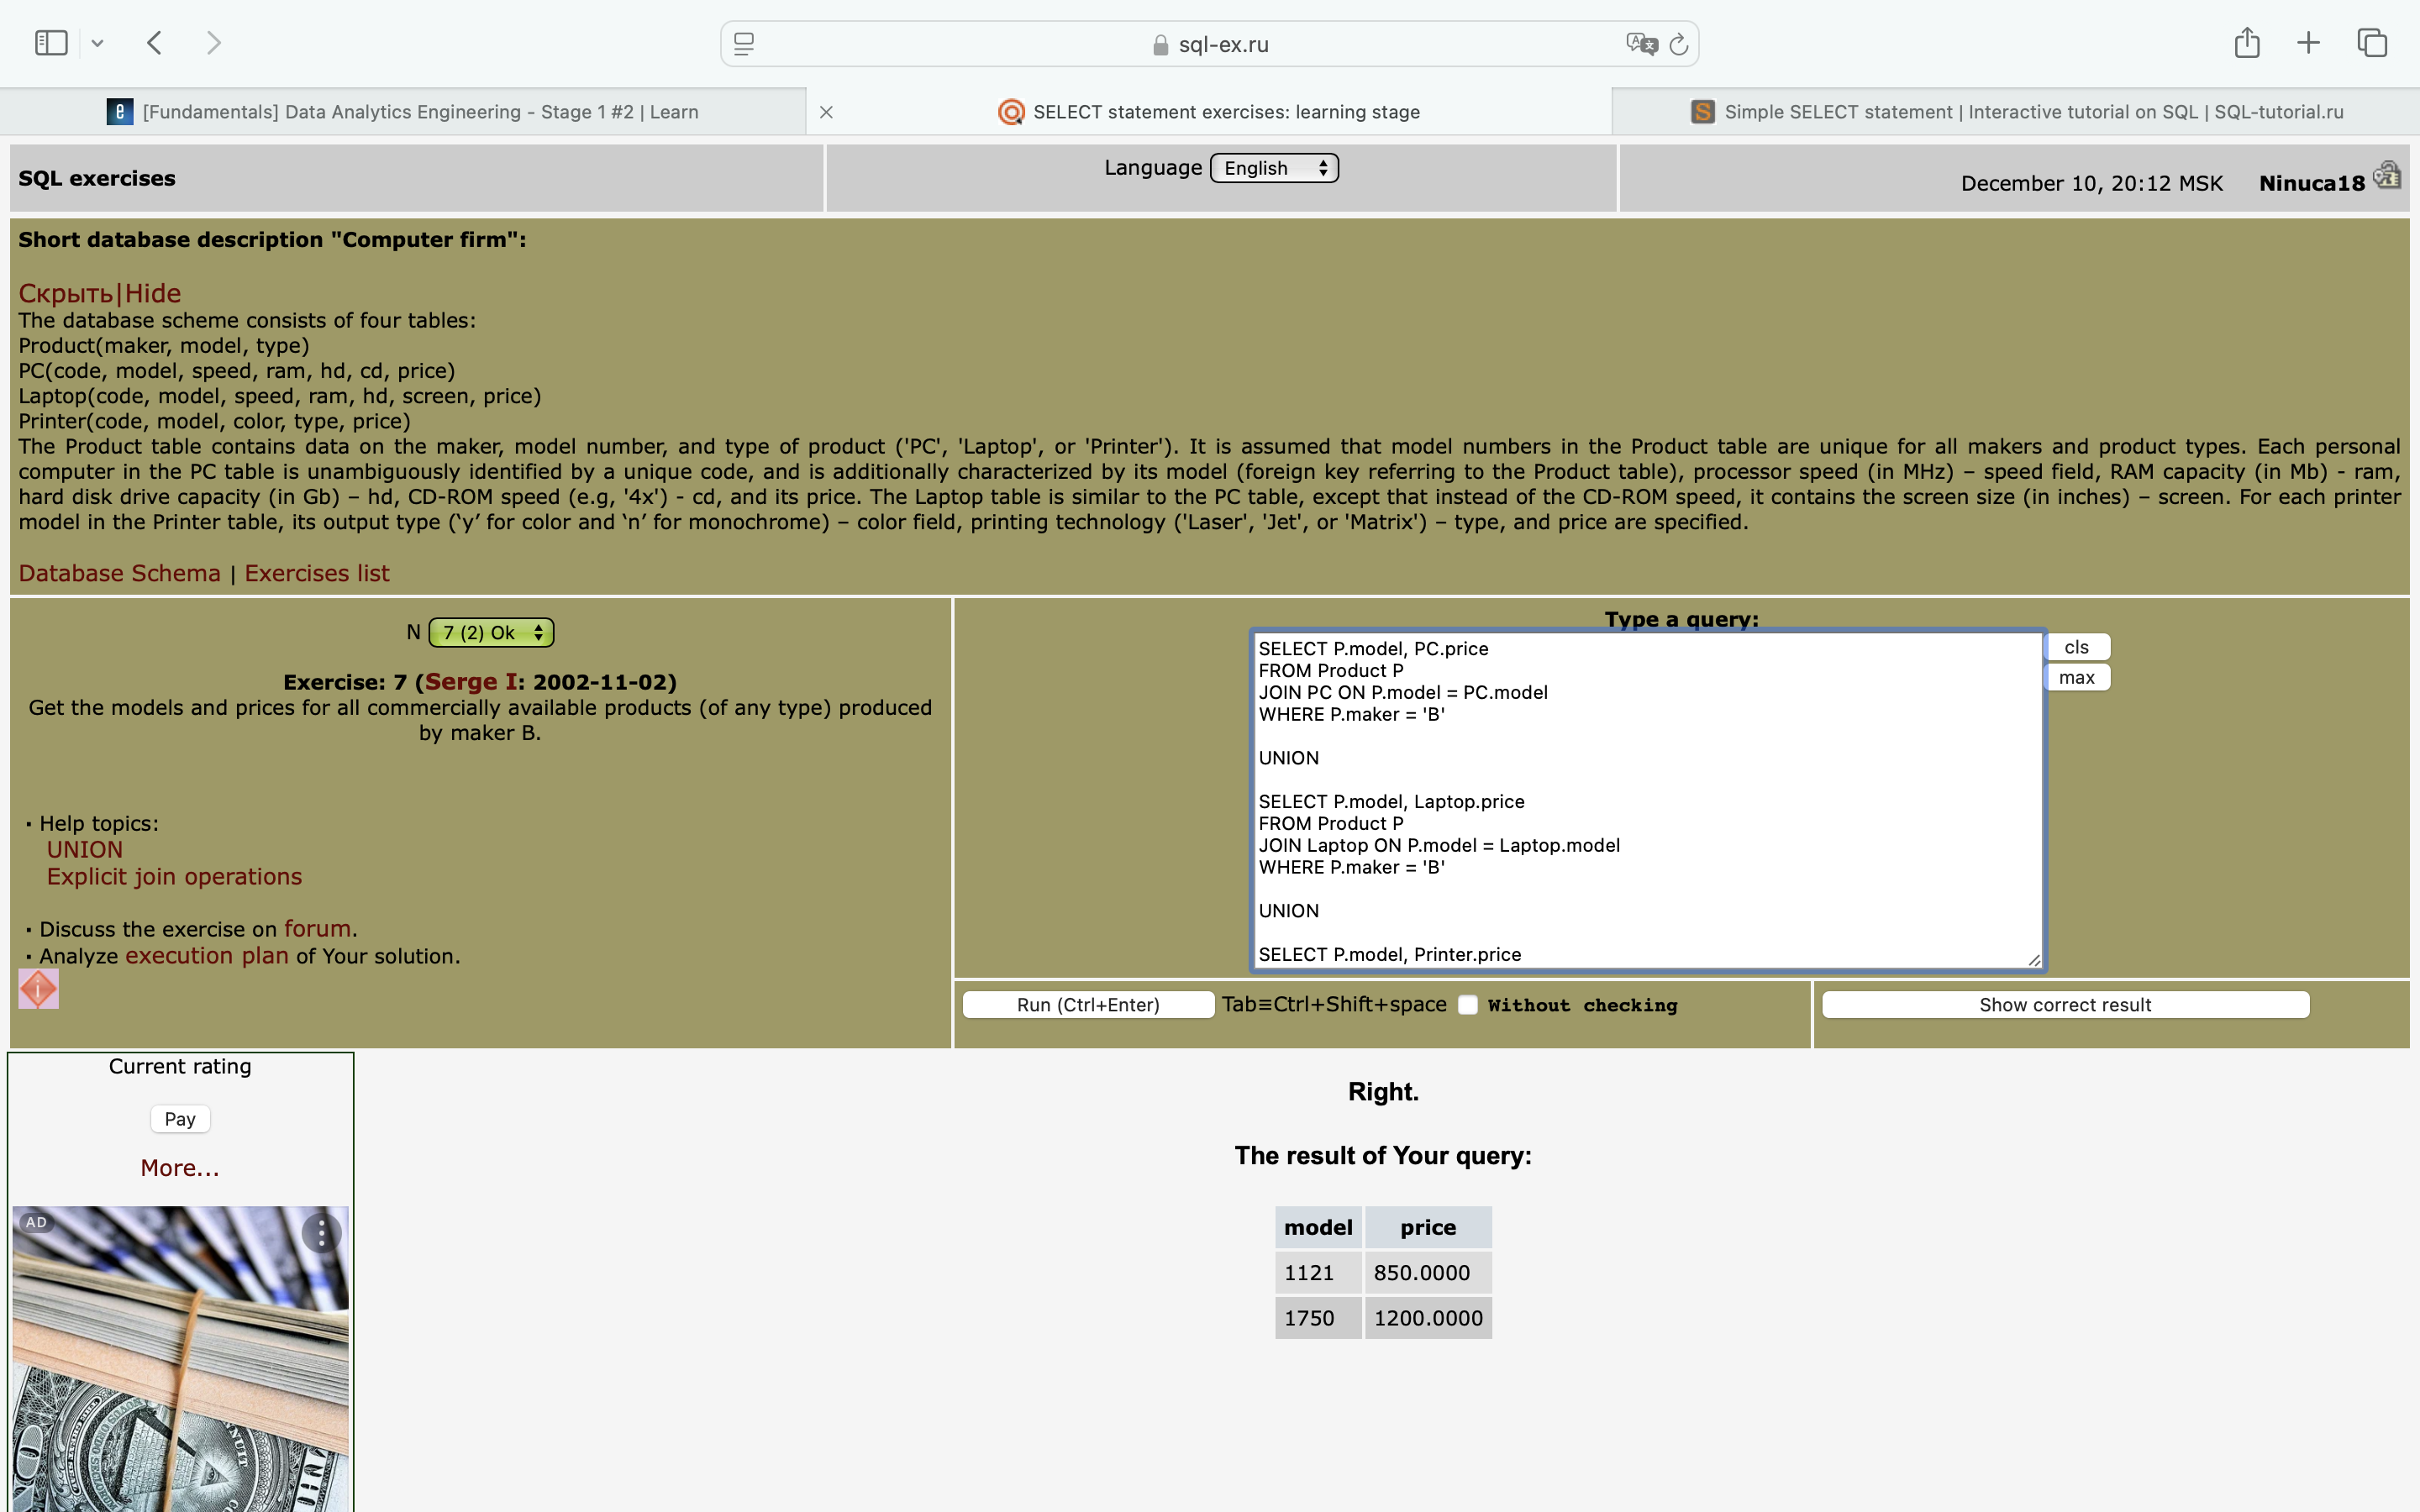 sql-ex.ru
[Fundamentals] Data Analytics Engineering - Stage 1 #2 | Learn
SELECT statement exercises: learning stage
Simple SELECT statement | Interactive tutorial on SQL | SQL-tutorial.ru
SQL exercises
Language English
December 10, 20:12 MSK Ninuca18
Short database description "Computer firm":
Скрыть|Hide
The database scheme consists of four tables:
Product(maker, model, type)
PC(code, model, speed, ram, hd, cd, price)
Laptop(code, model, speed, ram, hd, screen, price)
Printer(code, model, color, type, price)
The Product table contains data on the maker, model number, and type of product ('PC', 'Laptop', or 'Printer'). It is assumed that model numbers in the Product table are unique for all makers and product types. Each personal
computer in the PC table is unambiguously identified by a unique code, and is additionally characterized by its model (foreign key referring to the Product table), processor speed (in MHz) – speed field, RAM capacity (in Mb) - ram,
hard disk drive capacity (in Gb) – hd, CD-ROM speed (e.g, '4x') - cd, and its price. The Laptop table is similar to the PC table, except that instead of the CD-ROM speed, it contains the screen size (in inches) – screen. For each printer
model in the Printer table, its output type (‘y’ for color and ‘n’ for monochrome) – color field, printing technology ('Laser', 'Jet', or 'Matrix') – type, and price are specified.
Database Schema | Exercises list
N 7 (2) Ok
Exercise: 7 (Serge I: 2002-11-02)
Get the models and prices for all commercially available products (of any type) produced
by maker B.
· Help topics:
UNION
Explicit join operations
· Discuss the exercise on forum.
· Analyze execution plan of Your solution.
Type a query:
SELECT P.model, PC.price
FROM Product P
JOIN PC ON P.model = PC.model
WHERE P.maker = 'B'
UNION
SELECT P.model, Laptop.price
FROM Product P
JOIN Laptop ON P.model = Laptop.model
WHERE P.maker = 'B'
UNION
SELECT P.model, Printer.price
cls
max
Run (Ctrl+Enter) Tab≡Ctrl+Shift+space Without checking
Show correct result
Current rating
Pay
More...
AD
Right.
The result of Your query:
model price
1121 850.0000
1750 1200.0000